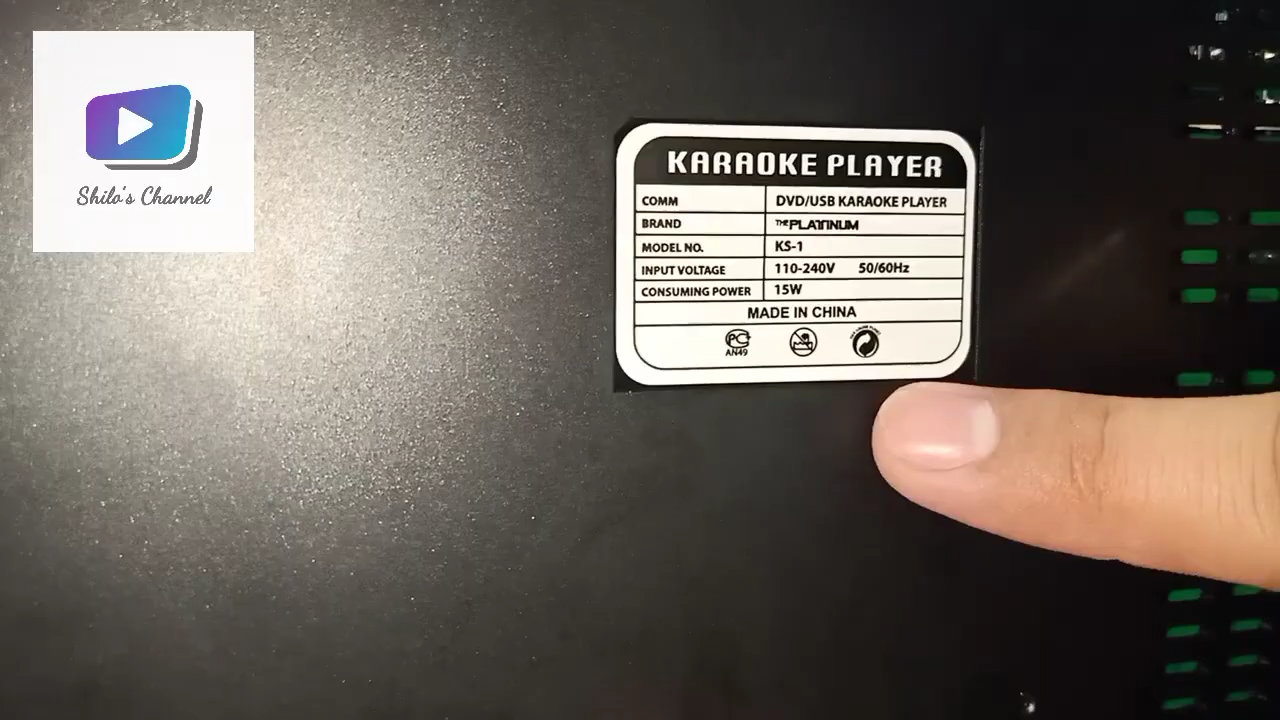 Shilo's Channel
KARAOKE PLAYER
COMM DVD/USB KARAOKE PLAYER
BRAND THE PLATINUM
MODEL NO. KS-1
INPUT VOLTAGE 110-240V 50/60Hz
CONSUMING POWER 15W
MADE IN CHINA
PC
AN49